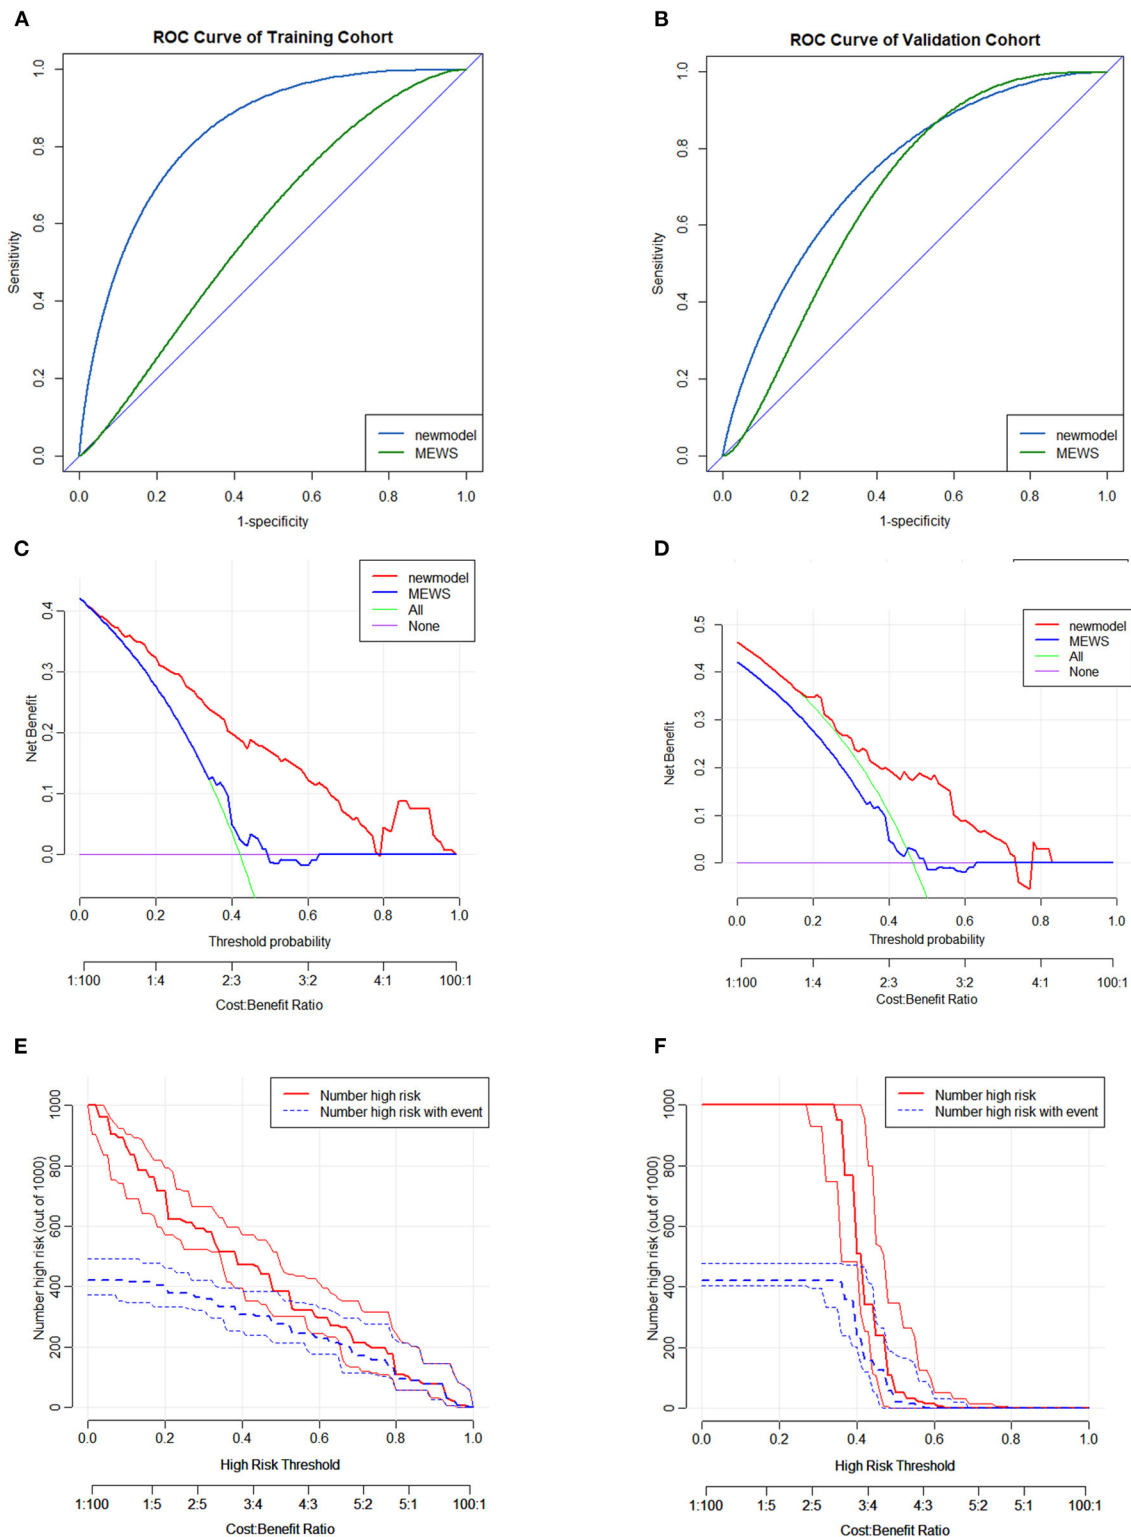 A
ROC Curve of Training Cohort
1.0
0.8
0.6
0.4
0.2
0.0
Sensitivity
newmodel
MEWS
0.0 0.2 0.4 0.6 0.8 1.0
1-specificity
B
ROC Curve of Validation Cohort
1.0
0.8
0.6
0.4
0.2
0.0
Sensitivity
newmodel
MEWS
0.0 0.2 0.4 0.6 0.8 1.0
1-specificity
C
newmodel
MEWS
All
None
0.4
0.3
0.2
0.1
0.0
Net Benefit
0.0 0.2 0.4 0.6 0.8 1.0
Threshold probability
1:100 1:4 2:3 3:2 4:1 100:1
Cost:Benefit Ratio
D
newmodel
MEWS
All
None
0.5
0.4
0.3
0.2
0.1
0.0
Net Benefit
0.0 0.2 0.4 0.6 0.8 1.0
Threshold probability
1:100 1:4 2:3 3:2 4:1 100:1
Cost:Benefit Ratio
E
Number high risk
Number high risk with event
1000
800
600
400
200
0
Number high risk (out of 1000)
0.0 0.2 0.4 0.6 0.8 1.0
High Risk Threshold
1:100 1:5 2:5 3:4 4:3 5:2 5:1 100:1
Cost:Benefit Ratio
F
Number high risk
Number high risk with event
1000
800
600
400
200
0
Number high risk (out of 1000)
0.0 0.2 0.4 0.6 0.8 1.0
High Risk Threshold
1:100 1:5 2:5 3:4 4:3 5:2 5:1 100:1
Cost:Benefit Ratio